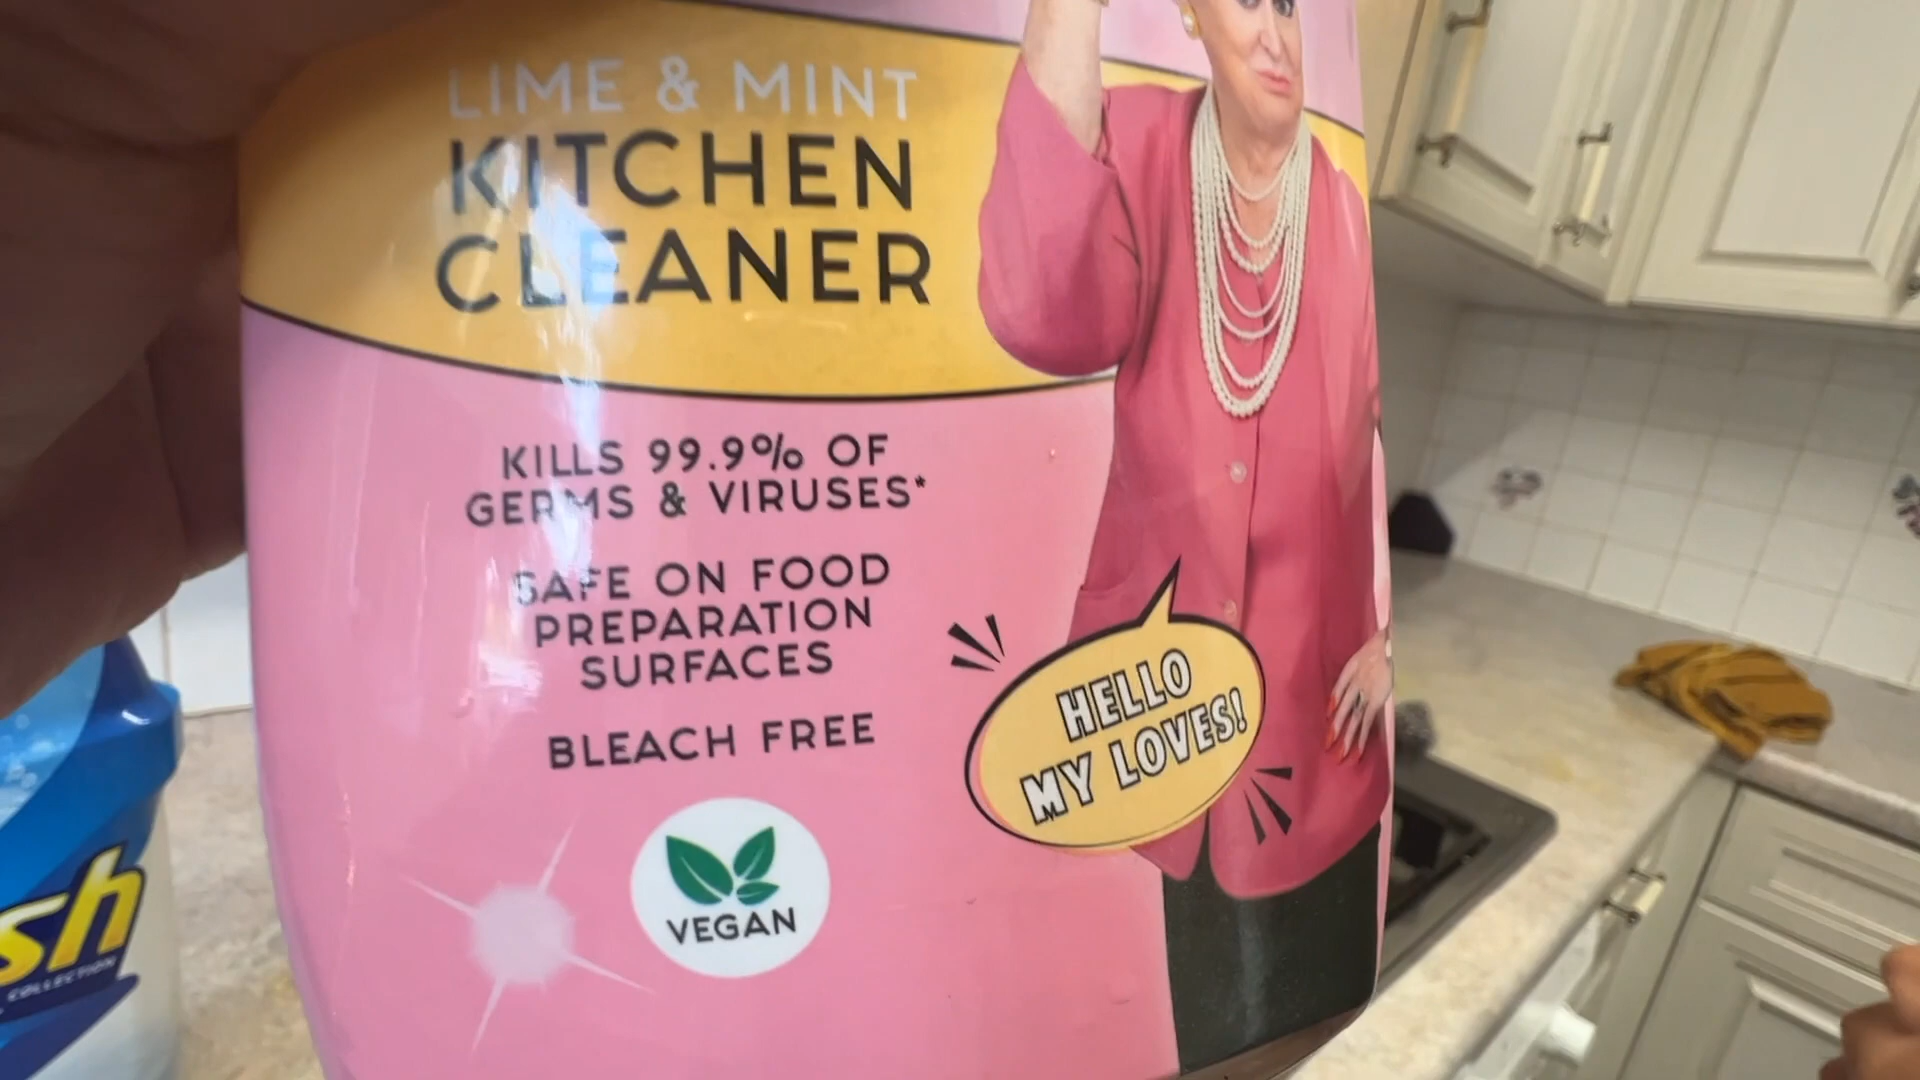 LIME & MINT
KITCHEN
CLEANER
KILLS 99.9% OF
GERMS & VIRUSES*
SAFE ON FOOD
PREPARATION
SURFACES
BLEACH FREE
HELLO
MY LOVES!
VEGAN
sh
COLLECTION